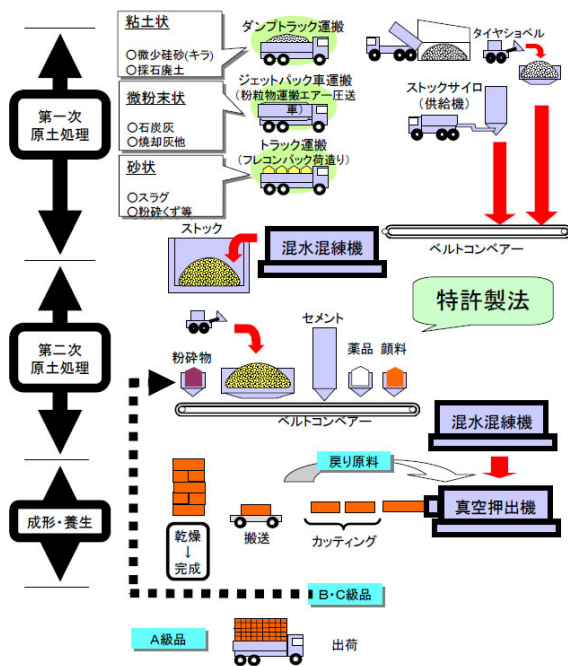 粘土状
○微少硅砂(キラ)
○採石廃土
ダンプトラック運搬
タイヤショベル
第一次
原土処理
微粉末状
○石炭灰
○焼却灰他
ジェットパック車運搬
(粉粒物運搬エアー圧送
車)
ストックサイロ
(供給機)
砂状
○スラグ
○粉砕くず等
トラック運搬
(フレコンパック荷造り)
ストック
混水混練機
ベルトコンベアー
特許製法
第二次
原土処理
粉砕物
セメント
薬品
顔料
ベルトコンベアー
混水混練機
戻り原料
成形・養生
乾燥
↓
完成
搬送
カッティング
真空押出機
B・C級品
A級品
出荷